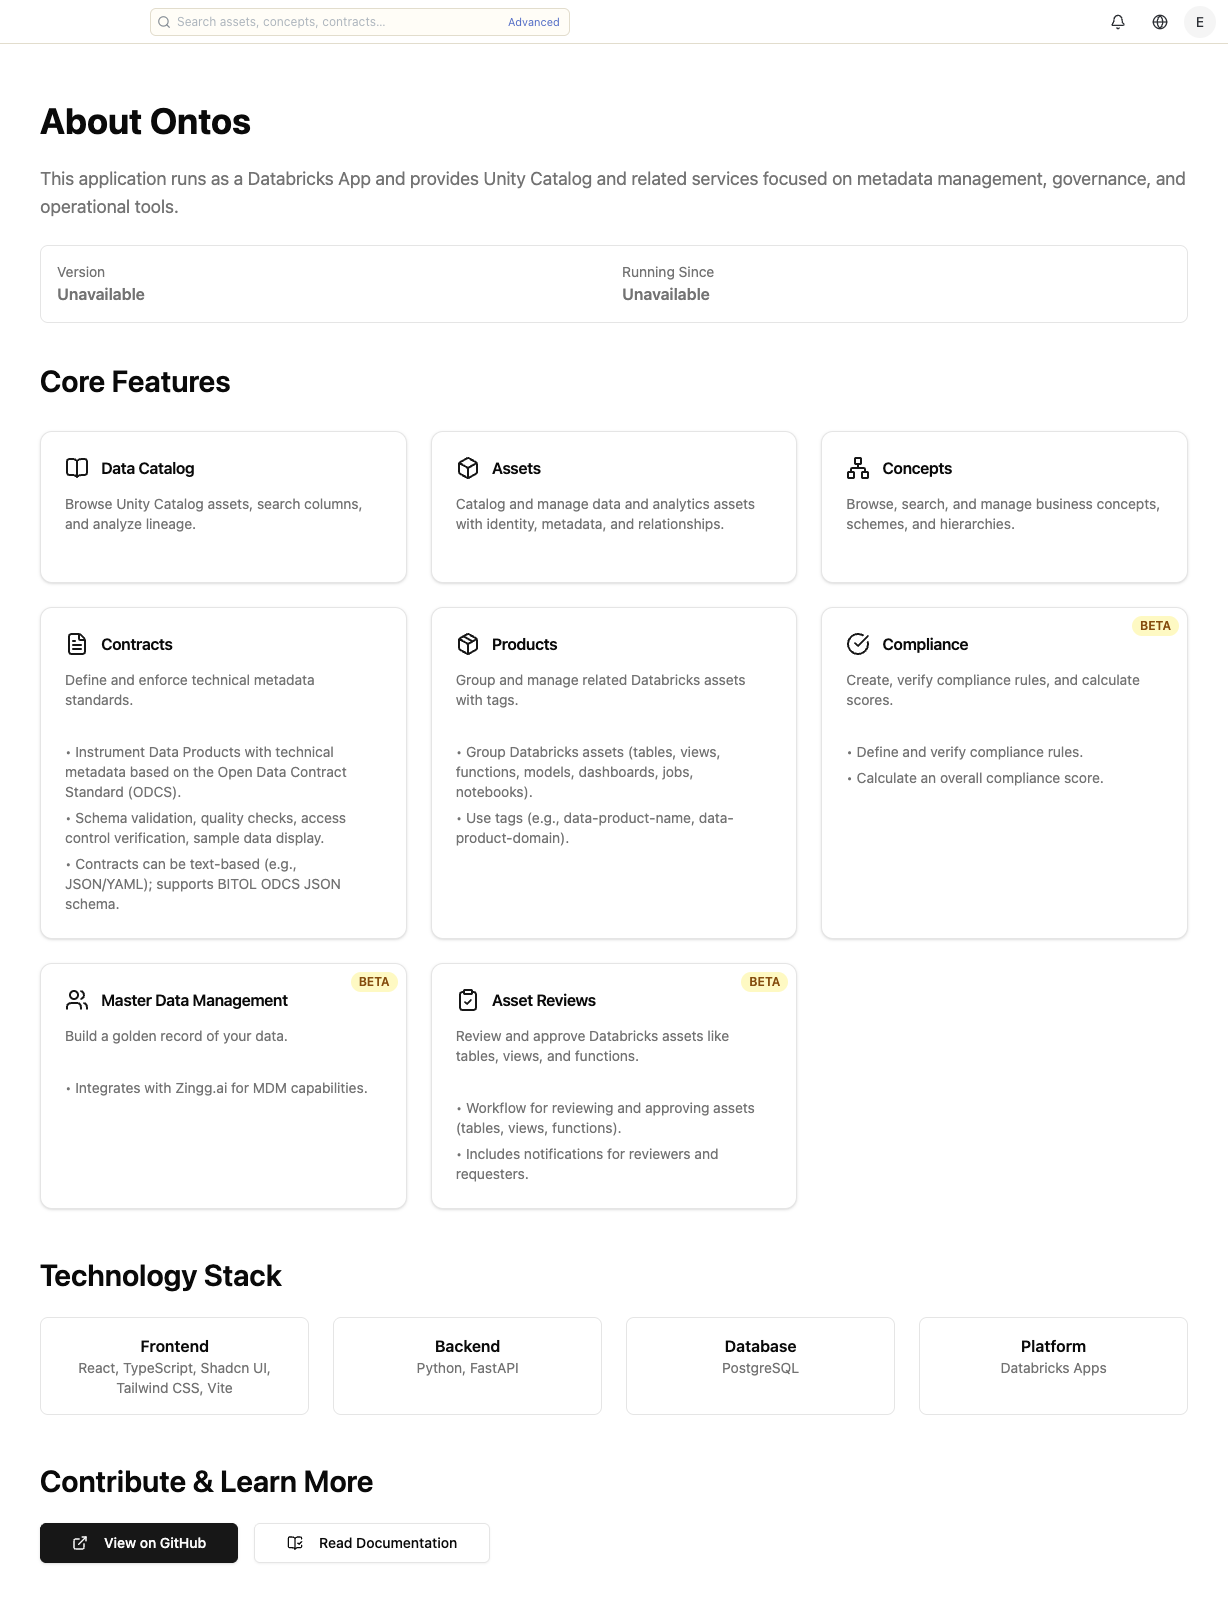 Search assets, concepts, contracts...
Advanced
E
About Ontos
This application runs as a Databricks App and provides Unity Catalog and related services focused on metadata management, governance, and
operational tools.
Version
Unavailable
Running Since
Unavailable
Core Features
Data Catalog
Browse Unity Catalog assets, search columns,
and analyze lineage.
Assets
Catalog and manage data and analytics assets
with identity, metadata, and relationships.
Concepts
Browse, search, and manage business concepts,
schemes, and hierarchies.
Contracts
Define and enforce technical metadata
standards.
• Instrument Data Products with technical
metadata based on the Open Data Contract
Standard (ODCS).
• Schema validation, quality checks, access
control verification, sample data display.
• Contracts can be text-based (e.g.,
JSON/YAML); supports BITOL ODCS JSON
schema.
Products
Group and manage related Databricks assets
with tags.
• Group Databricks assets (tables, views,
functions, models, dashboards, jobs,
notebooks).
• Use tags (e.g., data-product-name, data-
product-domain).
BETA
Compliance
Create, verify compliance rules, and calculate
scores.
• Define and verify compliance rules.
• Calculate an overall compliance score.
BETA
Master Data Management
Build a golden record of your data.
• Integrates with Zingg.ai for MDM capabilities.
BETA
Asset Reviews
Review and approve Databricks assets like
tables, views, and functions.
• Workflow for reviewing and approving assets
(tables, views, functions).
• Includes notifications for reviewers and
requesters.
Technology Stack
Frontend
React, TypeScript, Shadcn UI,
Tailwind CSS, Vite
Backend
Python, FastAPI
Database
PostgreSQL
Platform
Databricks Apps
Contribute & Learn More
View on GitHub
Read Documentation